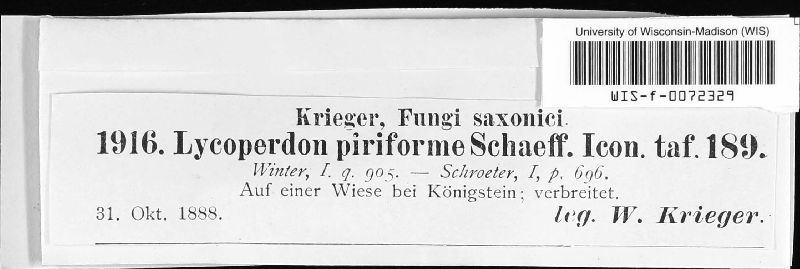 University of Wisconsin-Madison (WIS)
WIS-f-0072329
Krieger, Fungi saxonici.
1916. Lycoperdon piriforme Schaeff. Icon. taf. 189.
Winter, I. q. 905. — Schroeter, I, p. 696.
Auf einer Wiese bei Königstein; verbreitet.
31. Okt. 1888.
leg. W. Krieger.